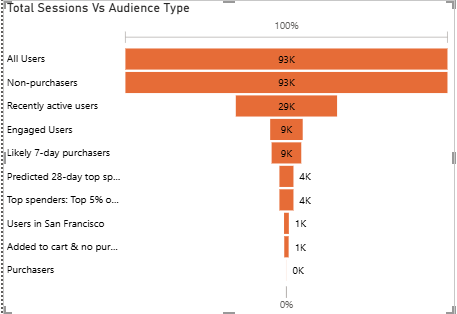 Total Sessions Vs Audience Type
100%
All Users 93K
Non-purchasers 93K
Recently active users 29K
Engaged Users 9K
Likely 7-day purchasers 9K
Predicted 28-day top sp... 4K
Top spenders: Top 5% o... 4K
Users in San Francisco 1K
Added to cart & no pur... 1K
Purchasers 0K
0%